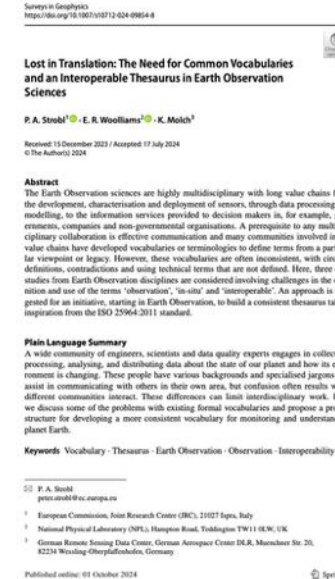 Surveys in Geophysics
https://doi.org/10.1007/s10712-024-09854-8
Lost in Translation: The Need for Common Vocabularies
and an Interoperable Thesaurus in Earth Observation
Sciences
P. A. Strobl¹ · E. R. Woolliams² · K. Molch³
Received: 15 December 2023 / Accepted: 17 July 2024
© The Author(s) 2024
Abstract
The Earth Observation sciences are highly multidisciplinary with long value chains f
the development, characterisation and deployment of sensors, through data processing
modelling, to the information services provided to decision makers in, for example,
ernments, companies and non-governmental organisations. A prerequisite to any mult
ciplinary collaboration is effective communication and many communities involved in
value chains have developed vocabularies or terminologies to define terms from a part
lar viewpoint or legacy. However, these vocabularies are often inconsistent, with circ
definitions, contradictions and using technical terms that are not defined. Here, three
studies from Earth Observation disciplines are considered involving challenges in the
nition and use of the terms ‘observation’, ‘in-situ’ and ‘interoperable’. An approach is
gested for an initiative, starting in Earth Observation, to build a consistent thesaurus ta
inspiration from the ISO 25964:2011 standard.
Plain Language Summary
A wide community of engineers, scientists and data quality experts engages in collec
processing, analysing, and distributing data about the state of our planet and how its e
ronment is changing. These people have various backgrounds and specialised jargons
assist in communicating with others in their own area, but confusion often results w
different communities interact. These differences can limit interdisciplinary work. I
we discuss some of the problems with existing formal vocabularies and propose a pro
structure for developing a more consistent vocabulary for monitoring and understan
planet Earth.
Keywords Vocabulary · Thesaurus · Earth Observation · Observation · Interoperability
P. A. Strobl
peter.strobl@ec.europa.eu
1 European Commission, Joint Research Centre (JRC), 21027 Ispra, Italy
2 National Physical Laboratory (NPL), Hampton Road, Teddington TW11 0LW, UK
3 German Remote Sensing Data Center, German Aerospace Center DLR, Muenchner Str. 20,
82234 Wessling-Oberpfaffenhofen, Germany
Published online: 01 October 2024